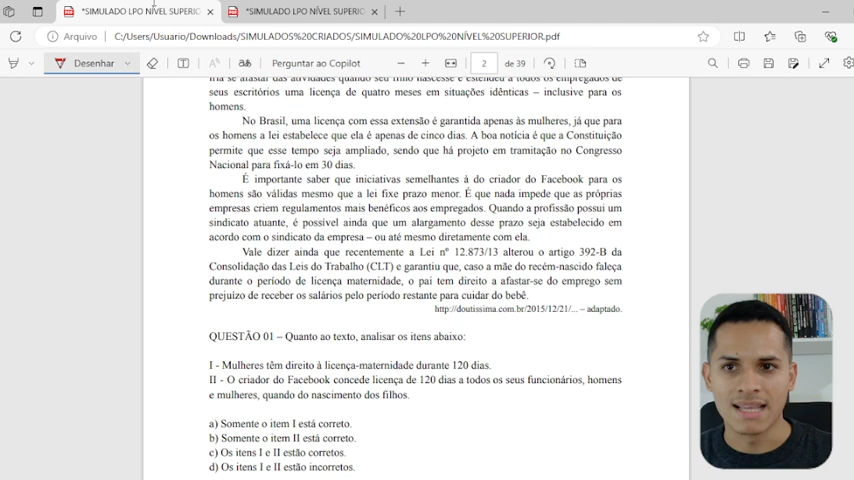 *SIMULADO LPO NÍVEL SUPERIO
*SIMULADO LPO NÍVEL SUPERIO
Arquivo
C:/Users/Usuario/Downloads/SIMULADOS%20CRIADOS/SIMULADO%20LPO%20NÍVEL%20SUPERIOR.pdf
Desenhar
Perguntar ao Copilot
2
de 39
iria se afastar das atividades quando seu filho nascesse e estendeu a todos os empregados de
seus escritórios uma licença de quatro meses em situações idênticas – inclusive para os
homens.
No Brasil, uma licença com essa extensão é garantida apenas às mulheres, já que para
os homens a lei estabelece que ela é apenas de cinco dias. A boa notícia é que a Constituição
permite que esse tempo seja ampliado, sendo que há projeto em tramitação no Congresso
Nacional para fixá-lo em 30 dias.
É importante saber que iniciativas semelhantes à do criador do Facebook para os
homens são válidas mesmo que a lei fixe prazo menor. É que nada impede que as próprias
empresas criem regulamentos mais benéficos aos empregados. Quando a profissão possui um
sindicato atuante, é possível ainda que um alargamento desse prazo seja estabelecido em
acordo com o sindicato da empresa – ou até mesmo diretamente com ela.
Vale dizer ainda que recentemente a Lei nº 12.873/13 alterou o artigo 392-B da
Consolidação das Leis do Trabalho (CLT) e garantiu que, caso a mãe do recém-nascido faleça
durante o período de licença maternidade, o pai tem direito a afastar-se do emprego sem
prejuízo de receber os salários pelo período restante para cuidar do bebê.
http://doutissima.com.br/2015/12/21/... – adaptado.
QUESTÃO 01 – Quanto ao texto, analisar os itens abaixo:
I - Mulheres têm direito à licença-maternidade durante 120 dias.
II - O criador do Facebook concede licença de 120 dias a todos os seus funcionários, homens
e mulheres, quando do nascimento dos filhos.
a) Somente o item I está correto.
b) Somente o item II está correto.
c) Os itens I e II estão corretos.
d) Os itens I e II estão incorretos.